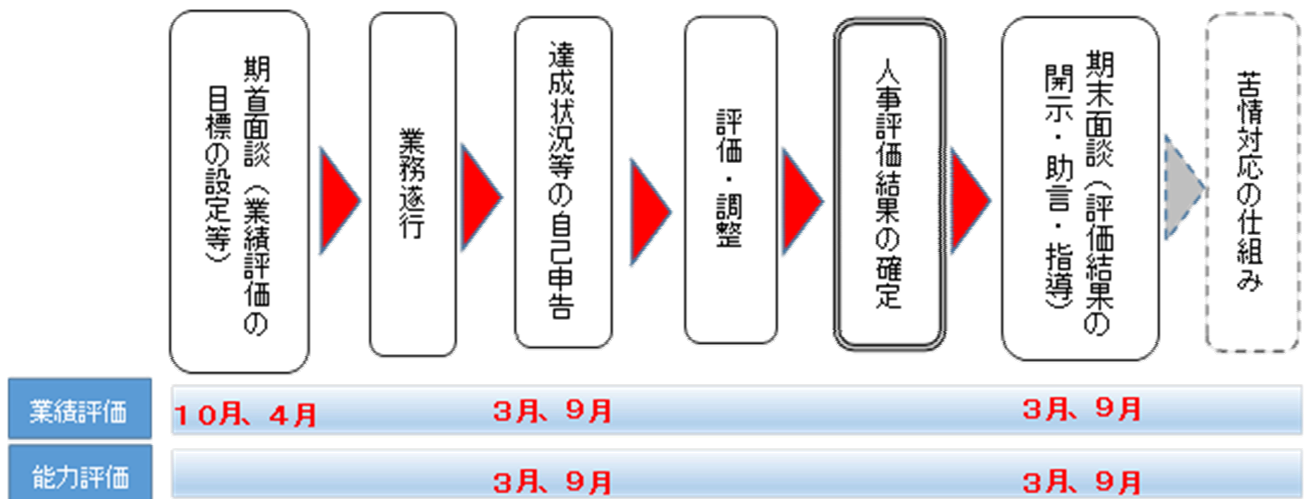 期首面談（業績評価の
目標の設定等）
業務遂行
達成状況等の自己申告
評価・調整
人事評価結果の確定
期末面談（評価結果の
開示・助言・指導）
苦情対応の仕組み
業績評価
１０月、４月
３月、９月
３月、９月
能力評価
３月、９月
３月、９月